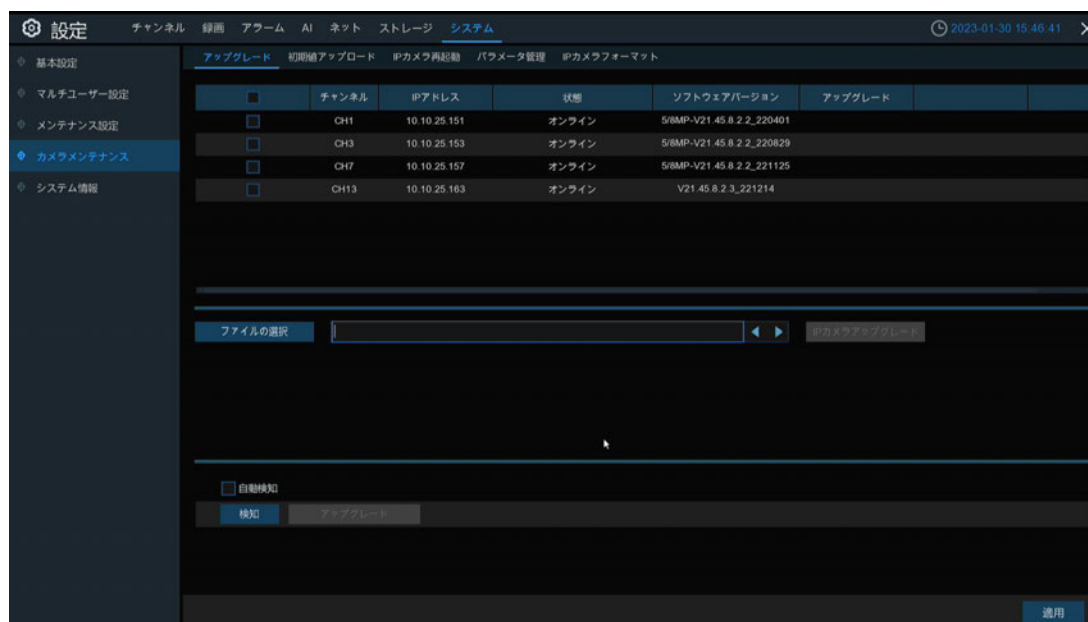 設定 チャンネル 録画 アラーム AI ネット ストレージ システム 2023-01-30 15:46:41
基本設定
マルチユーザー設定
メンテナンス設定
カメラメンテナンス
システム情報
アップグレード 初期値アップロード IPカメラ再起動 パラメータ管理 IPカメラフォーマット
チャンネル IPアドレス 状態 ソフトウェアバージョン アップグレード
CH1 10.10.25.151 オンライン 5/8MP-V21.45.8.2.2_220401
CH3 10.10.25.153 オンライン 5/8MP-V21.45.8.2.2_220829
CH7 10.10.25.157 オンライン 5/8MP-V21.45.8.2.2_221125
CH13 10.10.25.163 オンライン V21.45.8.2.3_221214
ファイルの選択 IPカメラアップグレード
自動検知
検知 アップグレード
適用